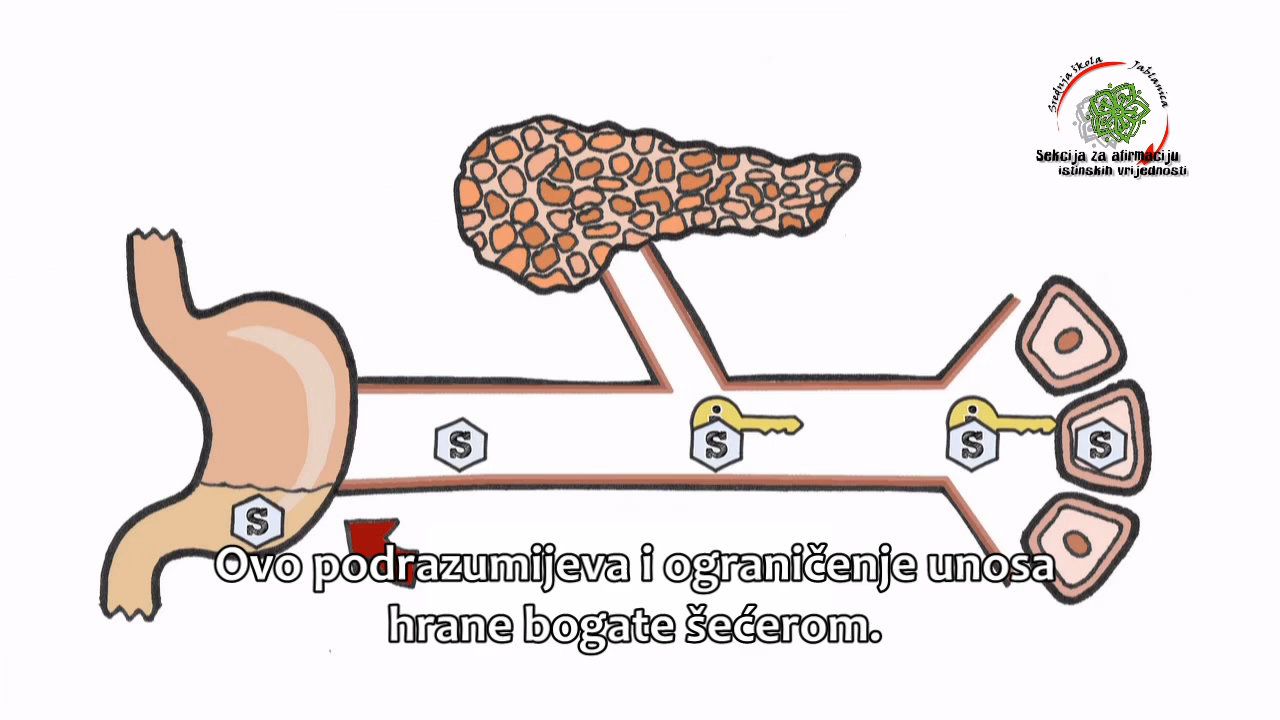 Srednja škola Jablanica
Sekcija za afirmaciju
istinskih vrijednosti
S
S
S
S
S
Ovo podrazumijeva i ograničenje unosa
hrane bogate šećerom.